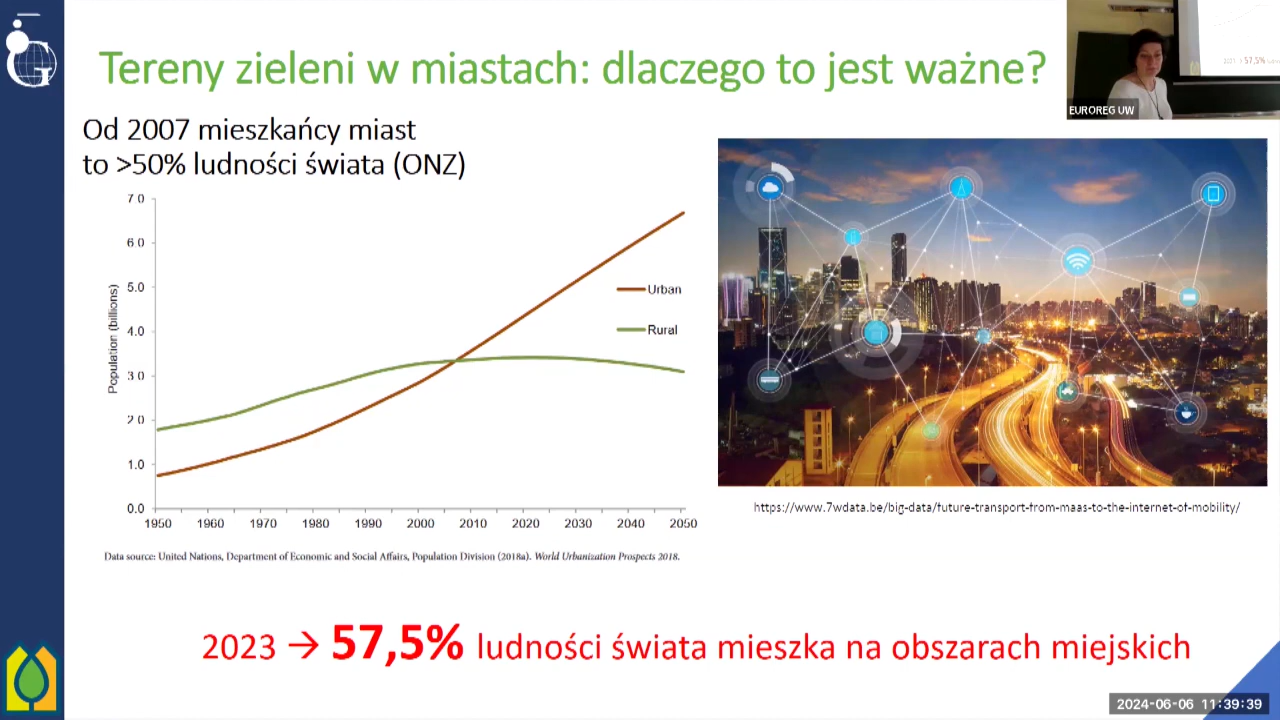 Tereny zieleni w miastach: dlaczego to jest ważne?
EUROREG UW
57,5%
Od 2007 mieszkańcy miast
to >50% ludności świata (ONZ)
Population (billions)
7.0
6.0
5.0
4.0
3.0
2.0
1.0
0.0
Urban
Rural
1950 1960 1970 1980 1990 2000 2010 2020 2030 2040 2050
Data source: United Nations, Department of Economic and Social Affairs, Population Division (2018a). World Urbanization Prospects 2018.
https://www.7wdata.be/big-data/future-transport-from-maas-to-the-internet-of-mobility/
2023 → 57,5% ludności świata mieszka na obszarach miejskich
2024-06-06 11:39:39